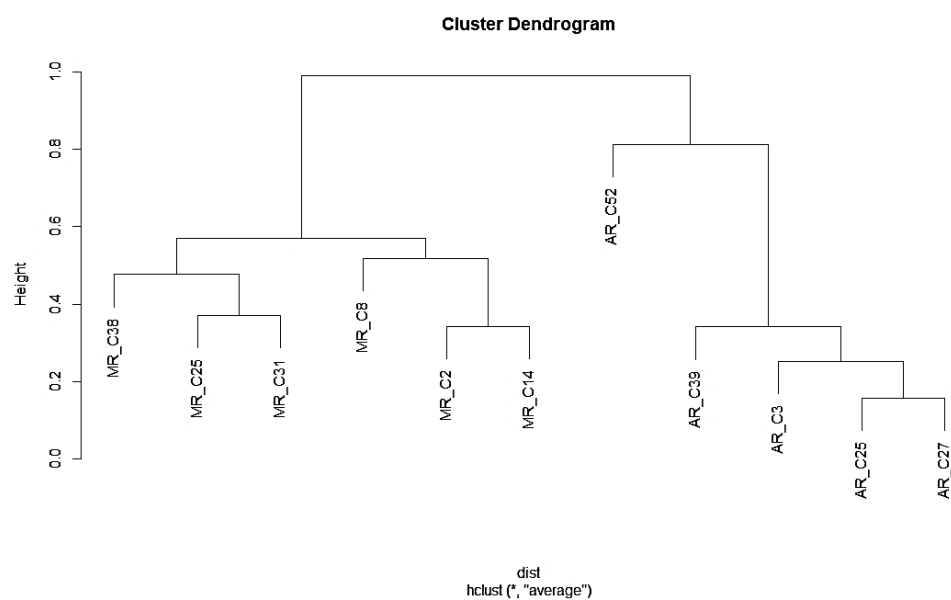 Cluster Dendrogram
Height
1.0
0.8
0.6
0.4
0.2
0.0
MR_C38
MR_C25
MR_C31
MR_C8
MR_C2
MR_C14
AR_C52
AR_C39
AR_C3
AR_C25
AR_C27
dist
hclust (*, "average")